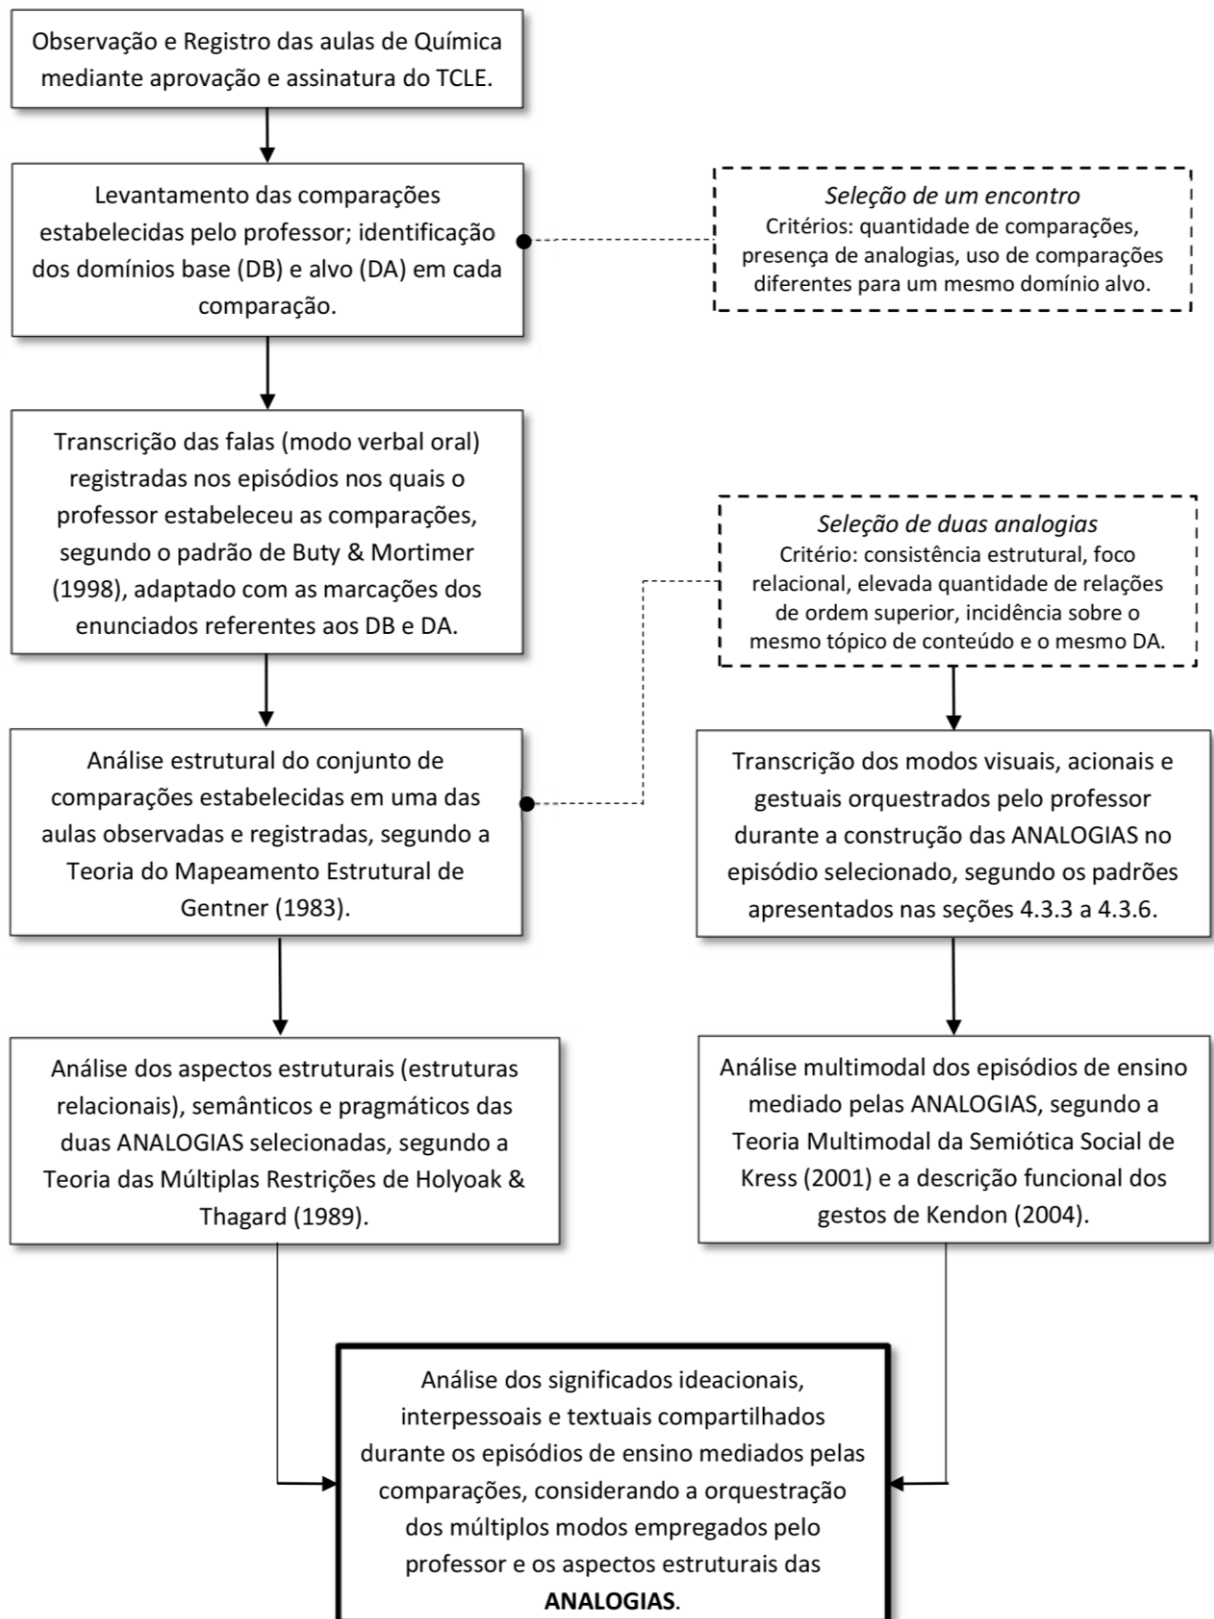 Observação e Registro das aulas de Química
mediante aprovação e assinatura do TCLE.
Levantamento das comparações
estabelecidas pelo professor; identificação
dos domínios base (DB) e alvo (DA) em cada
comparação.
Seleção de um encontro
Critérios: quantidade de comparações,
presença de analogias, uso de comparações
diferentes para um mesmo domínio alvo.
Transcrição das falas (modo verbal oral)
registradas nos episódios nos quais o
professor estabeleceu as comparações,
segundo o padrão de Buty & Mortimer
(1998), adaptado com as marcações dos
enunciados referentes aos DB e DA.
Seleção de duas analogias
Critério: consistência estrutural, foco
relacional, elevada quantidade de relações
de ordem superior, incidência sobre o
mesmo tópico de conteúdo e o mesmo DA.
Análise estrutural do conjunto de
comparações estabelecidas em uma das
aulas observadas e registradas, segundo a
Teoria do Mapeamento Estrutural de
Gentner (1983).
Transcrição dos modos visuais, acionais e
gestuais orquestrados pelo professor
durante a construção das ANALOGIAS no
episódio selecionado, segundo os padrões
apresentados nas seções 4.3.3 a 4.3.6.
Análise dos aspectos estruturais (estruturas
relacionais), semânticos e pragmáticos das
duas ANALOGIAS selecionadas, segundo a
Teoria das Múltiplas Restrições de Holyoak &
Thagard (1989).
Análise multimodal dos episódios de ensino
mediado pelas ANALOGIAS, segundo a
Teoria Multimodal da Semiótica Social de
Kress (2001) e a descrição funcional dos
gestos de Kendon (2004).
Análise dos significados ideacionais,
interpessoais e textuais compartilhados
durante os episódios de ensino mediados pelas
comparações, considerando a orquestração
dos múltiplos modos empregados pelo
professor e os aspectos estruturais das
ANALOGIAS.